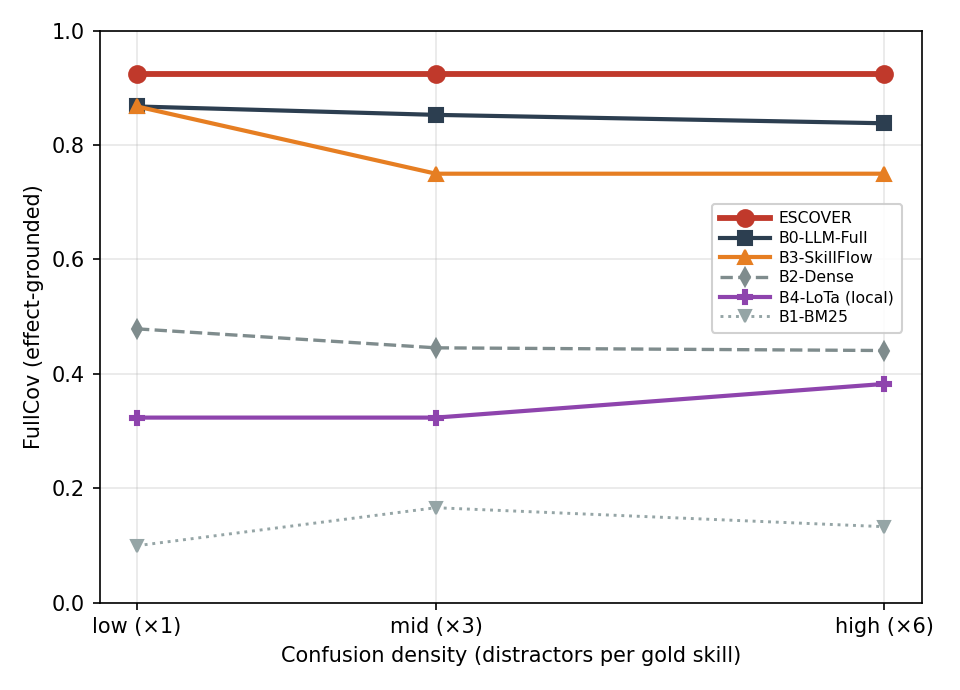 1.0
0.8
0.6
0.4
0.2
0.0
FullCov (effect-grounded)
ESCOVER
B0-LLM-Full
B3-SkillFlow
B2-Dense
B4-LoTa (local)
B1-BM25
low (×1)
mid (×3)
high (×6)
Confusion density (distractors per gold skill)